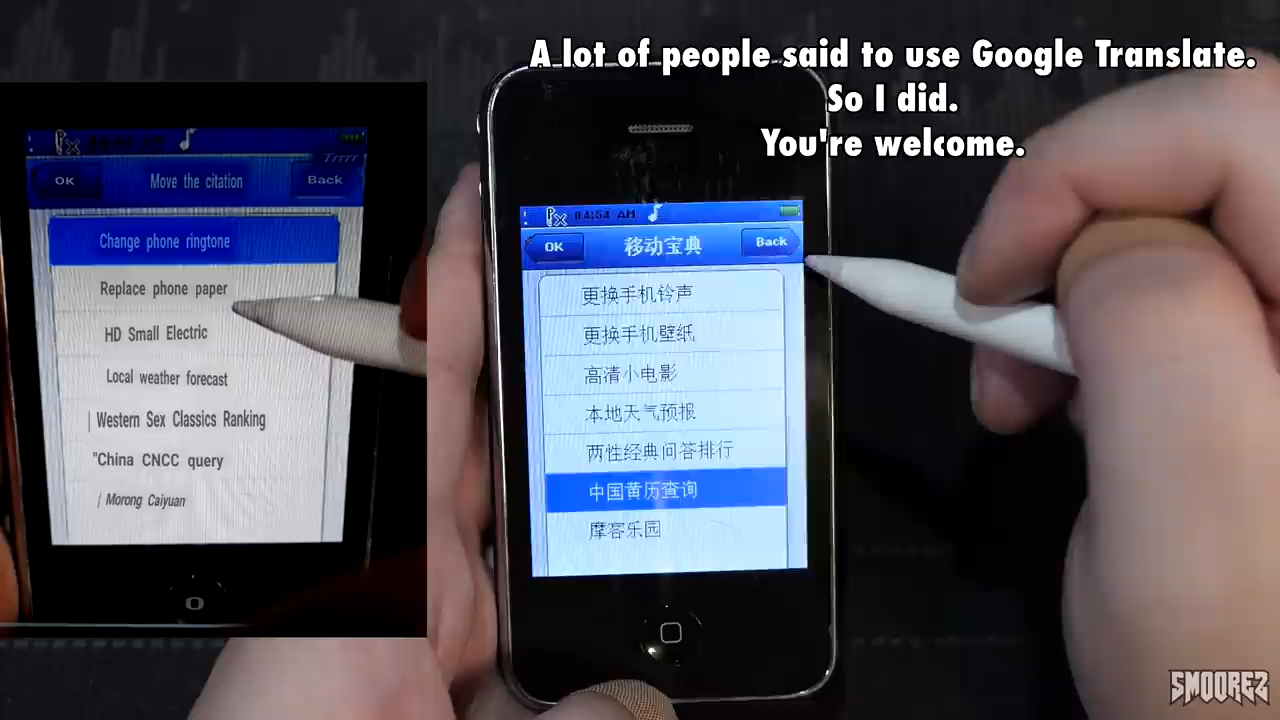 A lot of people said to use Google Translate.
So I did.
You're welcome.
OK
Move the citation
Back
Change phone ringtone
Replace phone paper
HD Small Electric
Local weather forecast
| Western Sex Classics Ranking
"China CNCC query
| Morong Caiyuan
04:54 AM
OK
移动宝典
Back
更换手机铃声
更换手机壁纸
高清小电影
本地天气预报
两性经典问答排行
中国黄历查询
摩客乐园
SMOOREZ